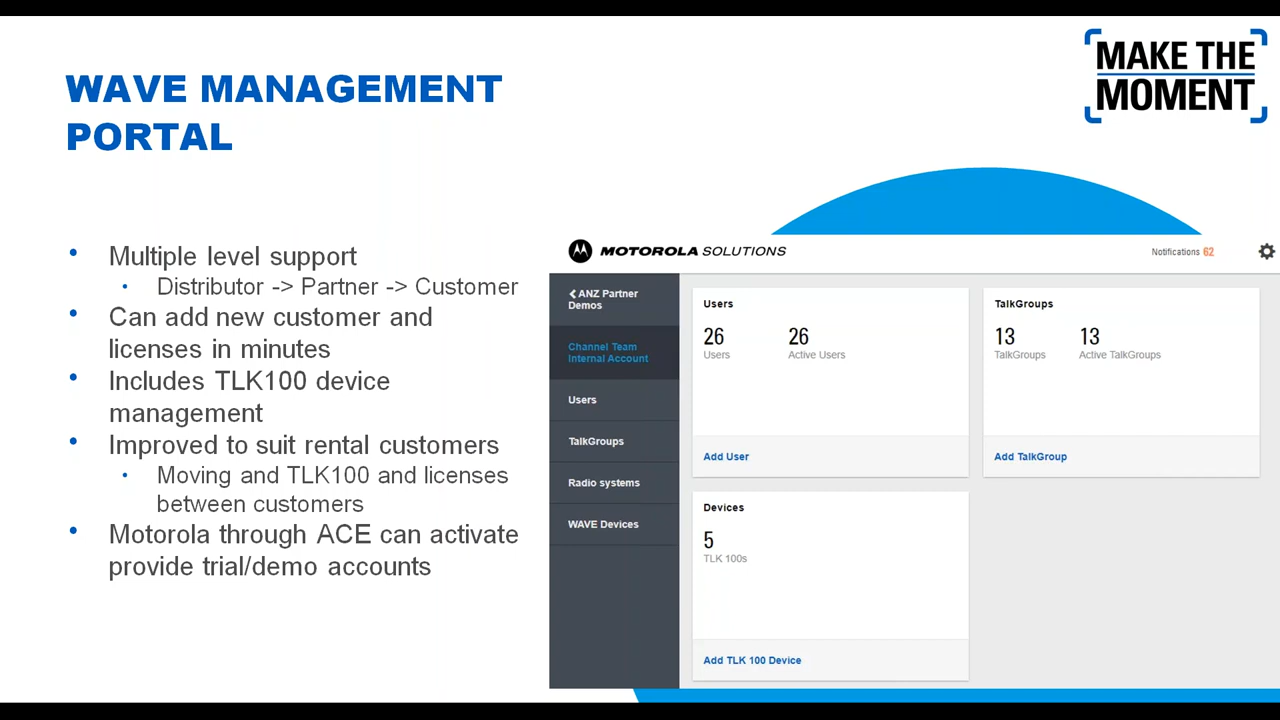 WAVE MANAGEMENT
PORTAL
MAKE THE
MOMENT
• Multiple level support
• Distributor -> Partner -> Customer
• Can add new customer and
licenses in minutes
• Includes TLK100 device
management
• Improved to suit rental customers
• Moving and TLK100 and licenses
between customers
• Motorola through ACE can activate
provide trial/demo accounts
MOTOROLA SOLUTIONS
Notifications 62
ANZ Partner
Demos
Channel Team
Internal Account
Users
TalkGroups
Radio systems
WAVE Devices
Users
26 26
Users Active Users
Add User
TalkGroups
13 13
TalkGroups Active TalkGroups
Add TalkGroup
Devices
5
TLK 100s
Add TLK 100 Device